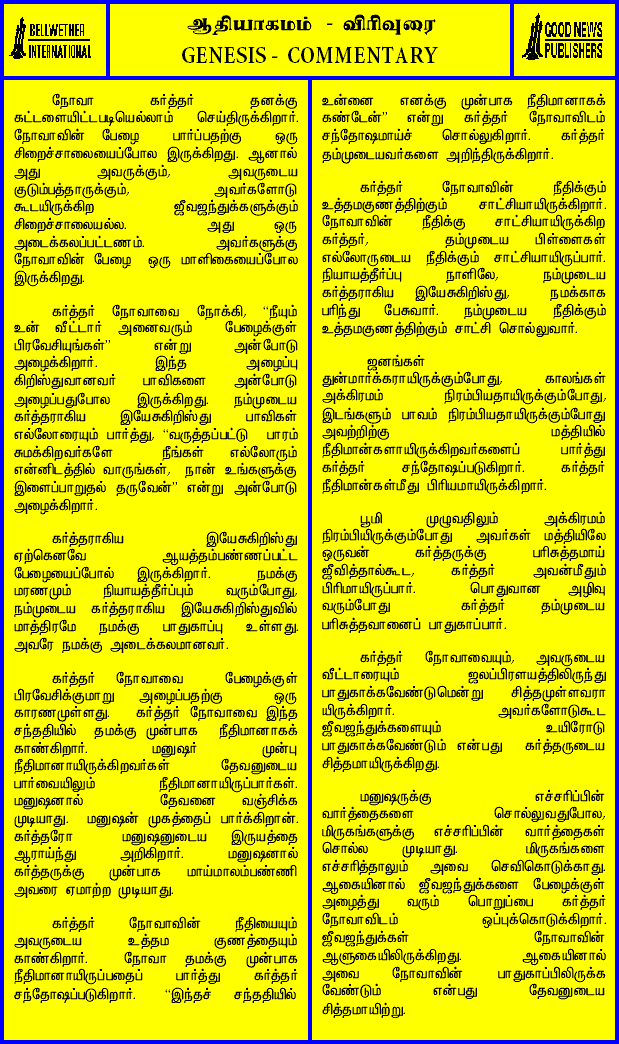 BELLWETHER
INTERNATIONAL
ஆதியாகமம் - விரிவுரை
GENESIS - COMMENTARY
GOOD NEWS
PUBLISHERS
நோவா கர்த்தர் தனக்கு
கட்டளையிட்டபடியெல்லாம் செய்திருக்கிறார்.
நோவாவின் பேழை பார்ப்பதற்கு ஒரு
சிறைச்சாலையைப்போல இருக்கிறது. ஆனால்
அது அவருக்கும், அவருடைய
குடும்பத்தாருக்கும், அவர்களோடு
கூடயிருக்கிற ஜீவஜந்துக்களுக்கும்
சிறைச்சாலையல்ல. அது ஒரு
அடைக்கலப்பட்டணம். அவர்களுக்கு
நோவாவின் பேழை ஒரு மாளிகையைப்போல
இருக்கிறது.
கர்த்தர் நோவாவை நோக்கி, “நீயும்
உன் வீட்டார் அனைவரும் பேழைக்குள்
பிரவேசியுங்கள்” என்று அன்போடு
அழைக்கிறார். இந்த அழைப்பு
கிறிஸ்துவானவர் பாவிகளை அன்போடு
அழைப்பதுபோல இருக்கிறது. நம்முடைய
கர்த்தராகிய இயேசுகிறிஸ்து பாவிகள்
எல்லோரையும் பார்த்து, “வருத்தப்பட்டு பாரம்
சுமக்கிறவர்களே நீங்கள் எல்லோரும்
என்னிடத்தில் வாருங்கள், நான் உங்களுக்கு
இளைப்பாறுதல் தருவேன்” என்று அன்போடு
அழைக்கிறார்.
கர்த்தராகிய இயேசுகிறிஸ்து
ஏற்கெனவே ஆயத்தம்பண்ணப்பட்ட
பேழையைப்போல் இருக்கிறார். நமக்கு
மரணமும் நியாயத்தீர்ப்பும் வரும்போது,
நம்முடைய கர்த்தராகிய இயேசுகிறிஸ்துவில்
மாத்திரமே நமக்கு பாதுகாப்பு உள்ளது.
அவரே நமக்கு அடைக்கலமானவர்.
கர்த்தர் நோவாவை பேழைக்குள்
பிரவேசிக்குமாறு அழைப்பதற்கு ஒரு
காரணமுள்ளது. கர்த்தர் நோவாவை இந்த
சந்ததியில் தமக்கு முன்பாக நீதிமானாகக்
காண்கிறார். மனுஷர் முன்பு
நீதிமானாயிருக்கிறவர்கள் தேவனுடைய
பார்வையிலும் நீதிமானாயிருப்பார்கள்.
மனுஷனால் தேவனை வஞ்சிக்க
முடியாது. மனுஷன் முகத்தைப் பார்க்கிறான்.
கர்த்தரோ மனுஷனுடைய இருயத்தை
ஆராய்ந்து அறிகிறார். மனுஷனால்
கர்த்தருக்கு முன்பாக மாய்மாலம்பண்ணி
அவரை ஏமாற்ற முடியாது.
கர்த்தர் நோவாவின் நீதியையும்
அவருடைய உத்தம குணத்தையும்
காண்கிறார். நோவா தமக்கு முன்பாக
நீதிமானாயிருப்பதைப் பார்த்து கர்த்தர்
சந்தோஷப்படுகிறார். “இந்தச் சந்ததியில்
உன்னை எனக்கு முன்பாக நீதிமானாகக்
கண்டேன்” என்று கர்த்தர் நோவாவிடம்
சந்தோஷமாய்ச் சொல்லுகிறார். கர்த்தர்
தம்முடையவர்களை அறிந்திருக்கிறார்.
கர்த்தர் நோவாவின் நீதிக்கும்
உத்தமகுணத்திற்கும் சாட்சியாயிருக்கிறார்.
நோவாவின் நீதிக்கு சாட்சியாயிருக்கிற
கர்த்தர், தம்முடைய பிள்ளைகள்
எல்லோருடைய நீதிக்கும் சாட்சியாயிருப்பார்.
நியாயத்தீர்ப்பு நாளிலே, நம்முடைய
கர்த்தராகிய இயேசுகிறிஸ்து, நமக்காக
பரிந்து பேசுவார். நம்முடைய நீதிக்கும்
உத்தமகுணத்திற்கும் சாட்சி சொல்லுவார்.
ஜனங்கள்
துன்மார்க்கராயிருக்கும்போது, காலங்கள்
அக்கிரமம் நிரம்பியதாயிருக்கும்போது,
இடங்களும் பாவம் நிரம்பியதாயிருக்கும்போது
அவற்றிற்கு மத்தியில்
நீதிமான்களாயிருக்கிறவர்களைப் பார்த்து
கர்த்தர் சந்தோஷப்படுகிறார். கர்த்தர்
நீதிமான்கள்மீது பிரியமாயிருக்கிறார்.
பூமி முழுவதிலும் அக்கிரமம்
நிரம்பியிருக்கும்போது அவர்கள் மத்தியிலே
ஒருவன் கர்த்தருக்கு பரிசுத்தமாய்
ஜீவித்தால்கூட, கர்த்தர் அவன்மீதும்
பிரிமாயிருப்பார். பொதுவான அழிவு
வரும்போது கர்த்தர் தம்முடைய
பரிசுத்தவானைப் பாதுகாப்பார்.
கர்த்தர் நோவாவையும், அவருடைய
வீட்டாரையும் ஜலப்பிரளயத்திலிருந்து
பாதுகாக்கவேண்டுமென்று சித்தமுள்ளவரா
யிருக்கிறார். அவர்களோடுகூட
ஜீவஜந்துக்களையும் உயிரோடு
பாதுகாக்கவேண்டும் என்பது கர்த்தருடைய
சித்தமாயிருக்கிறது.
மனுஷருக்கு எச்சரிப்பின்
வார்த்தைகளை சொல்லுவதுபோல,
மிருகங்களுக்கு எச்சரிப்பின் வார்த்தைகள்
சொல்ல முடியாது. மிருகங்களை
எச்சரித்தாலும் அவை செவிகொடுக்காது.
ஆகையினால் ஜீவஜந்துக்களை பேழைக்குள்
அழைத்து வரும் பொறுப்பை கர்த்தர்
நோவாவிடம் ஒப்புக்கொடுக்கிறார்.
ஜீவஜந்துக்கள் நோவாவின்
ஆளுகையிலிருக்கிறது. ஆகையினால்
அவை நோவாவின் பாதுகாப்பிலிருக்க
வேண்டும் என்பது தேவனுடைய
சித்தமாயிற்று.